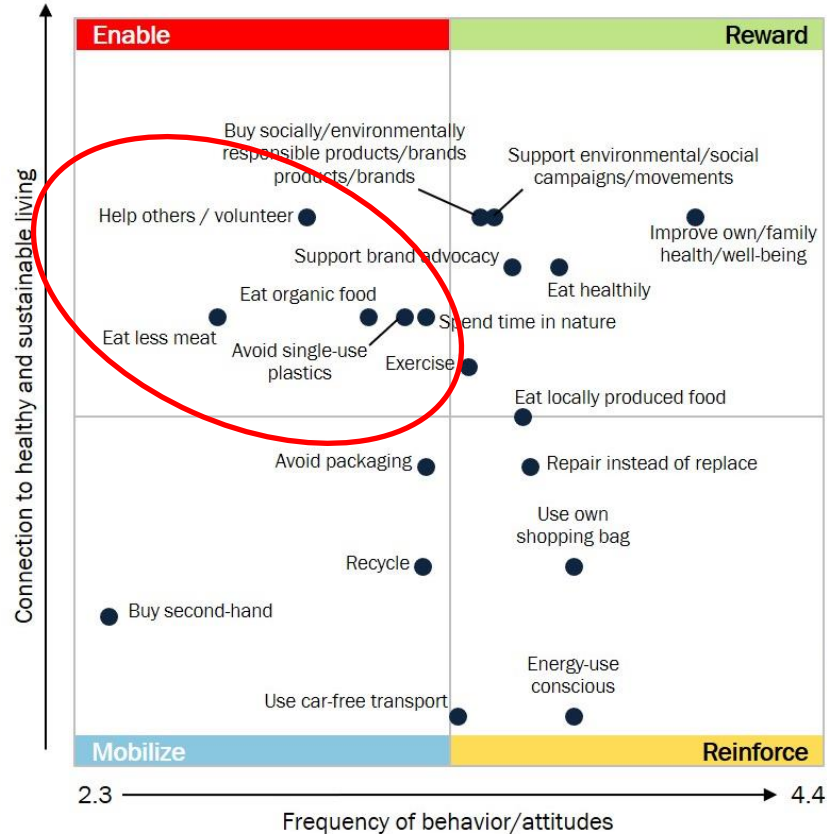 Enable
Reward
Buy socially/environmentally
responsible products/brands
products/brands
Support environmental/social
campaigns/movements
Help others / volunteer
Improve own/family
health/well-being
Support brand advocacy
Eat healthily
Eat organic food
Spend time in nature
Eat less meat
Avoid single-use
plastics
Exercise
Eat locally produced food
Avoid packaging
Repair instead of replace
Use own
shopping bag
Recycle
Buy second-hand
Energy-use
conscious
Use car-free transport
Mobilize
Reinforce
Connection to healthy and sustainable living
2.3
4.4
Frequency of behavior/attitudes